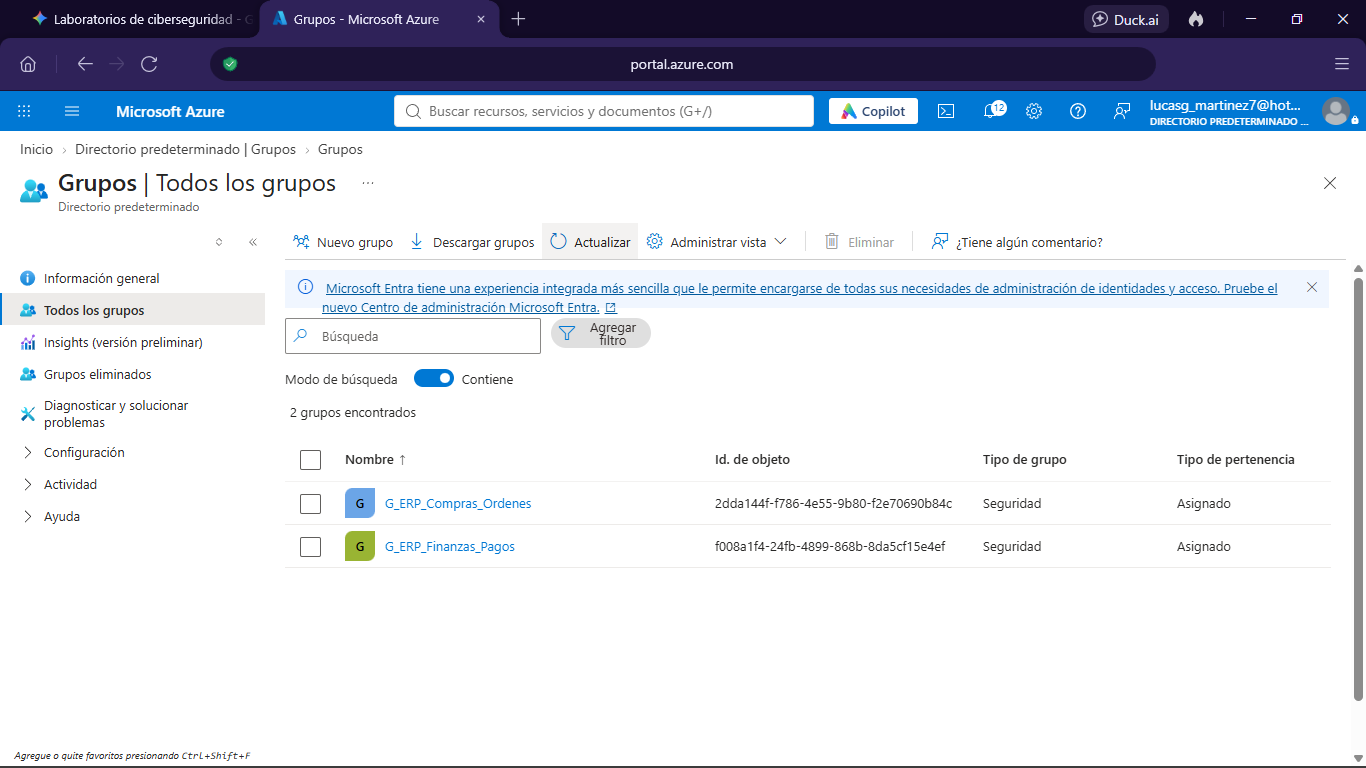 Laboratorios de ciberseguridad - G
Grupos - Microsoft Azure
Duck.ai
portal.azure.com
Microsoft Azure
Buscar recursos, servicios y documentos (G+/)
Copilot
12
lucasg_martinez7@hot...
DIRECTORIO PREDETERMINADO ...
Inicio > Directorio predeterminado | Grupos > Grupos
Grupos | Todos los grupos ...
Directorio predeterminado
Nuevo grupo Descargar grupos Actualizar Administrar vista Eliminar ¿Tiene algún comentario?
Información general
Todos los grupos
Insights (versión preliminar)
Grupos eliminados
Diagnosticar y solucionar
problemas
Configuración
Actividad
Ayuda
Microsoft Entra tiene una experiencia integrada más sencilla que le permite encargarse de todas sus necesidades de administración de identidades y acceso. Pruebe el
nuevo Centro de administración Microsoft Entra.
Búsqueda
Agregar
filtro
Modo de búsqueda Contiene
2 grupos encontrados
Nombre ↑ Id. de objeto Tipo de grupo Tipo de pertenencia
G G_ERP_Compras_Ordenes 2dda144f-f786-4e55-9b80-f2e70690b84c Seguridad Asignado
G G_ERP_Finanzas_Pagos f008a1f4-24fb-4899-868b-8da5cf15e4ef Seguridad Asignado
Agregue o quite favoritos presionando Ctrl+Shift+F